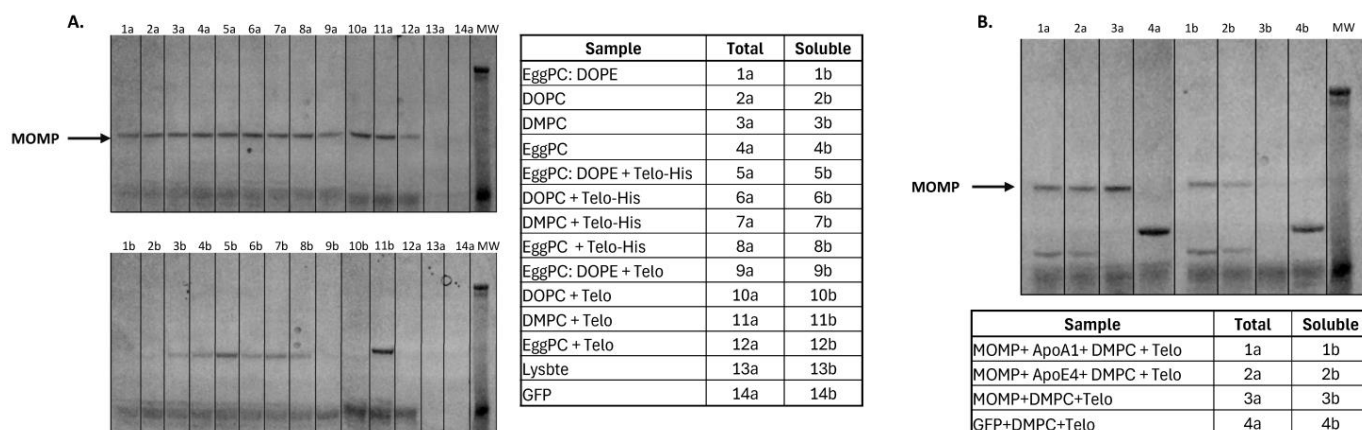 A.
1a 2a 3a 4a 5a 6a 7a 8a 9a 10a 11a 12a 13a 14a MW
MOMP
1b 2b 3b 4b 5b 6b 7b 8b 9b 10b 11b 12a 13a 14a MW
Sample Total Soluble
EggPC: DOPE 1a 1b
DOPC 2a 2b
DMPC 3a 3b
EggPC 4a 4b
EggPC: DOPE + Telo-His 5a 5b
DOPC + Telo-His 6a 6b
DMPC + Telo-His 7a 7b
EggPC + Telo-His 8a 8b
EggPC: DOPE + Telo 9a 9b
DOPC + Telo 10a 10b
DMPC + Telo 11a 11b
EggPC + Telo 12a 12b
Lysbte 13a 13b
GFP 14a 14b
B.
1a 2a 3a 4a 1b 2b 3b 4b MW
MOMP
Sample Total Soluble
MOMP+ ApoA1+ DMPC + Telo 1a 1b
MOMP+ ApoE4+ DMPC + Telo 2a 2b
MOMP+DMPC+Telo 3a 3b
GFP+DMPC+Telo 4a 4b